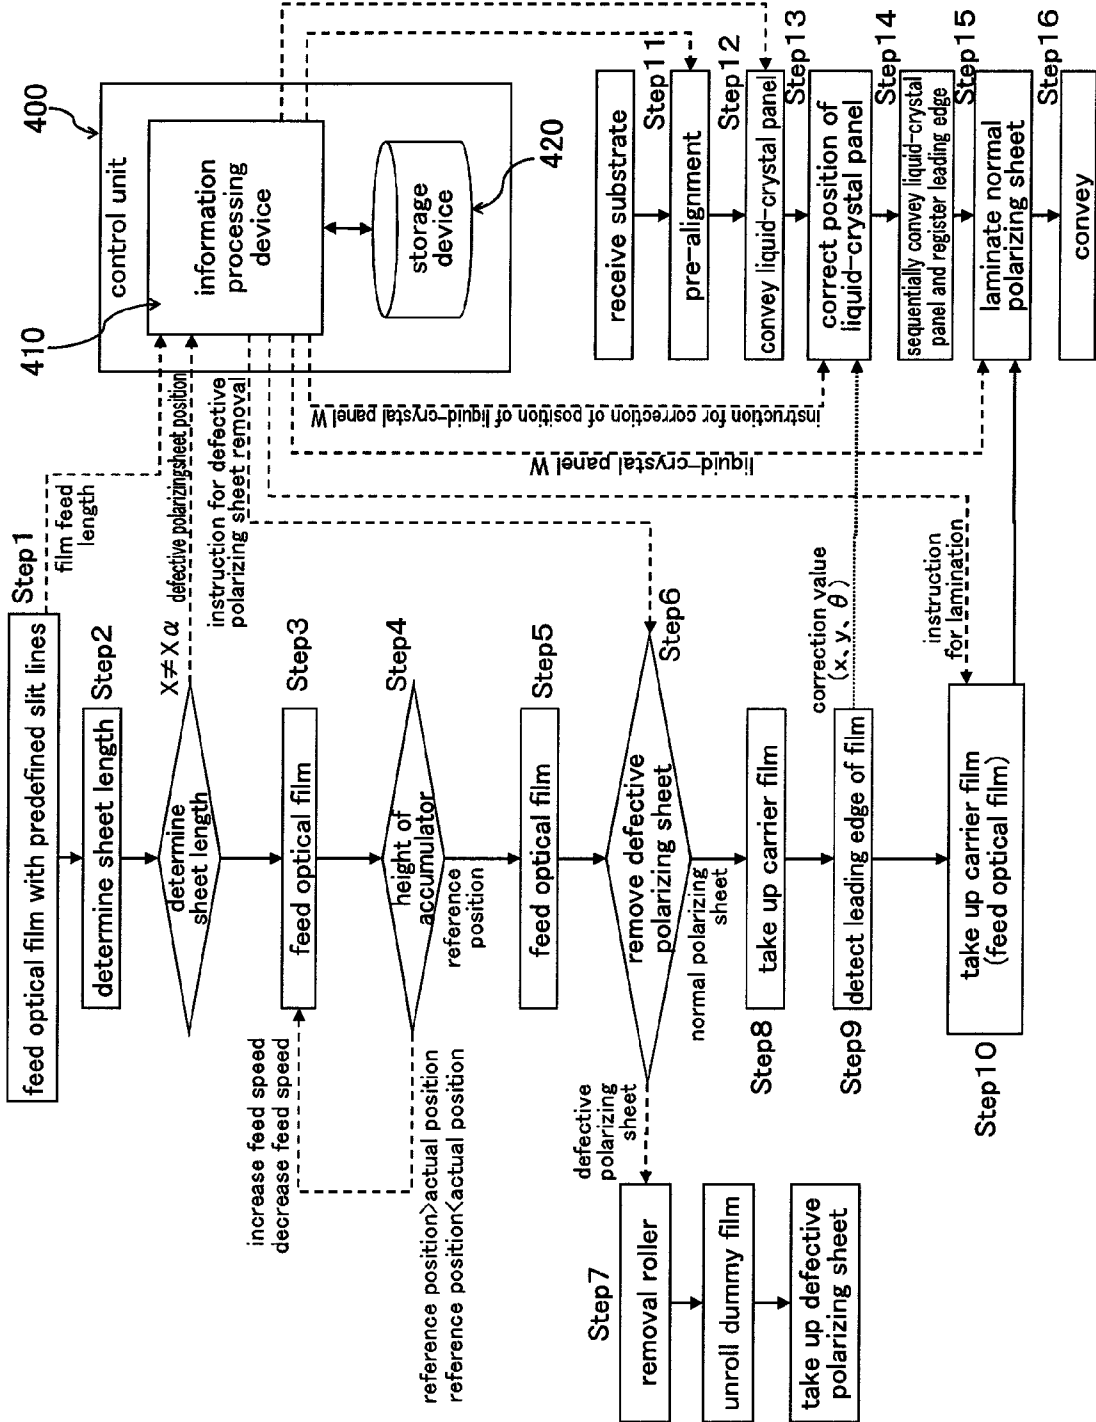 feed optical film with predefined slit lines
Step1
film feed
length
determine sheet length
Step2
determine
sheet length
X≠Xα
defective polarizingsheet position
instruction for defective
polarizing sheet removal
feed optical film
Step3
increase feed speed
decrease feed speed
height of
accumulator
Step4
reference position>actual position
reference position<actual position
reference
position
feed optical film
Step5
remove defective
polarizing sheet
Step6
defective
polarizing
sheet
normal polarizing
sheet
Step7
removal roller
unroll dummy film
take up defective
polarizing sheet
Step8
take up carrier film
Step9
detect leading edge of film
correction value
(x、y、θ)
Step10
take up carrier film
(feed optical film)
instruction
for lamination
400
control unit
410
information
processing
device
storage
device
420
instruction for correction of position of liquid-crystal panel W
liquid-crystal panel W
receive substrate
Step11
pre-alignment
Step12
convey liquid-crystal panel
Step13
correct position of
liquid-crystal panel
Step14
sequentially convey liquid-crystal
panel and register leading edge
Step15
laminate normal
polarizing sheet
Step16
convey